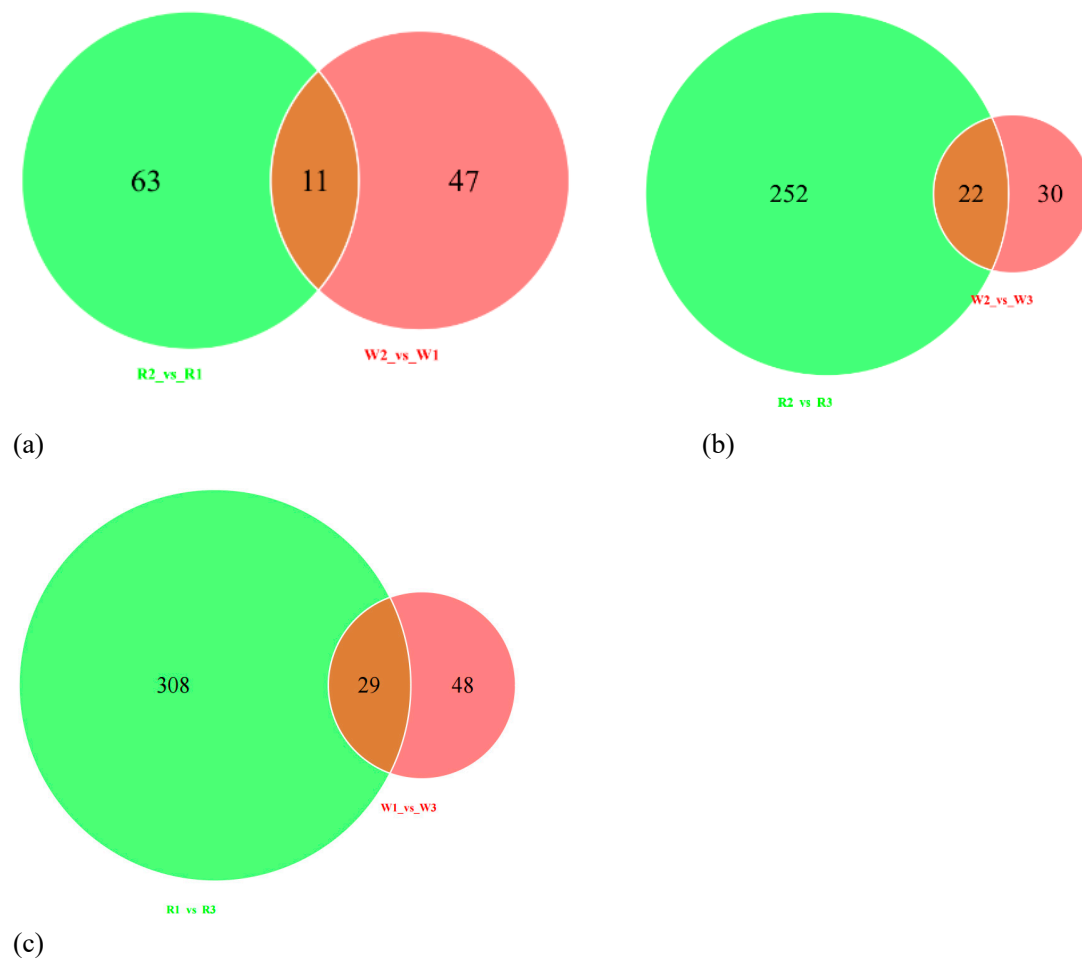 63 11 47
R2_vs_R1
W2_vs_W1
252 22 30
W2_vs_W3
R2_vs_R3
(a)
(b)
308 29 48
W1_vs_W3
R1_vs_R3
(c)